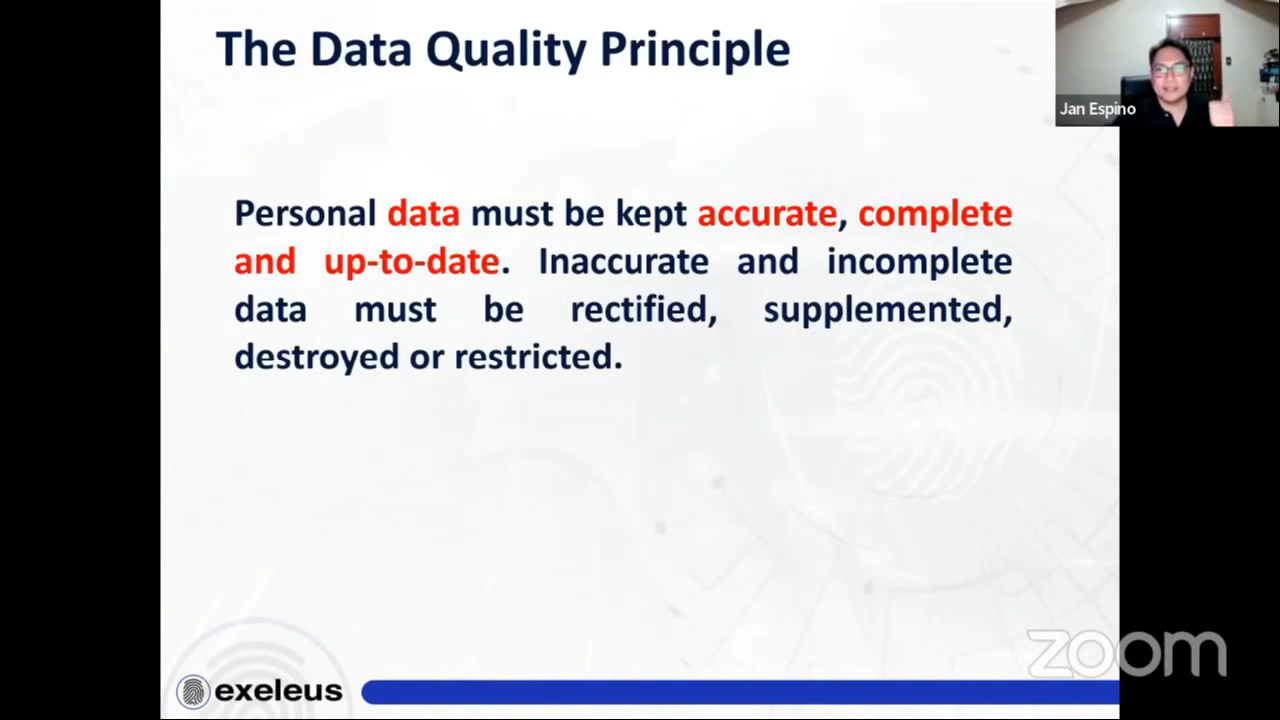 The Data Quality Principle
Jan Espino
Personal data must be kept accurate, complete
and up-to-date. Inaccurate and incomplete
data must be rectified, supplemented,
destroyed or restricted.
zoom
exeleus